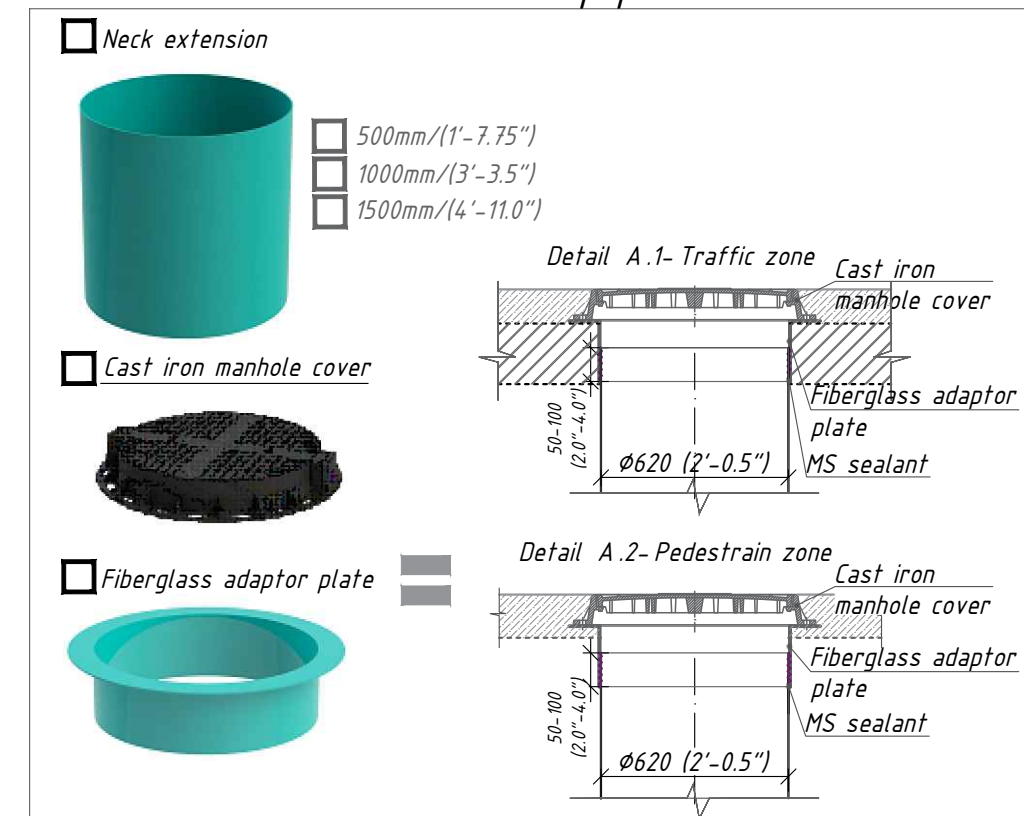 Neck extension
500mm/(1'-7.75")
1000mm/(3'-3.5")
1500mm/(4'-11.0")
Detail A.1- Traffic zone
Cast iron
manhole cover
Cast iron manhole cover
Fiberglass adaptor
plate
MS sealant
50-100
(2.0"-4.0")
Ø620 (2'-0.5")
Fiberglass adaptor plate
Detail A.2- Pedestrain zone
Cast iron
manhole cover
Fiberglass adaptor
plate
MS sealant
50-100
(2.0"-4.0")
Ø620 (2'-0.5")